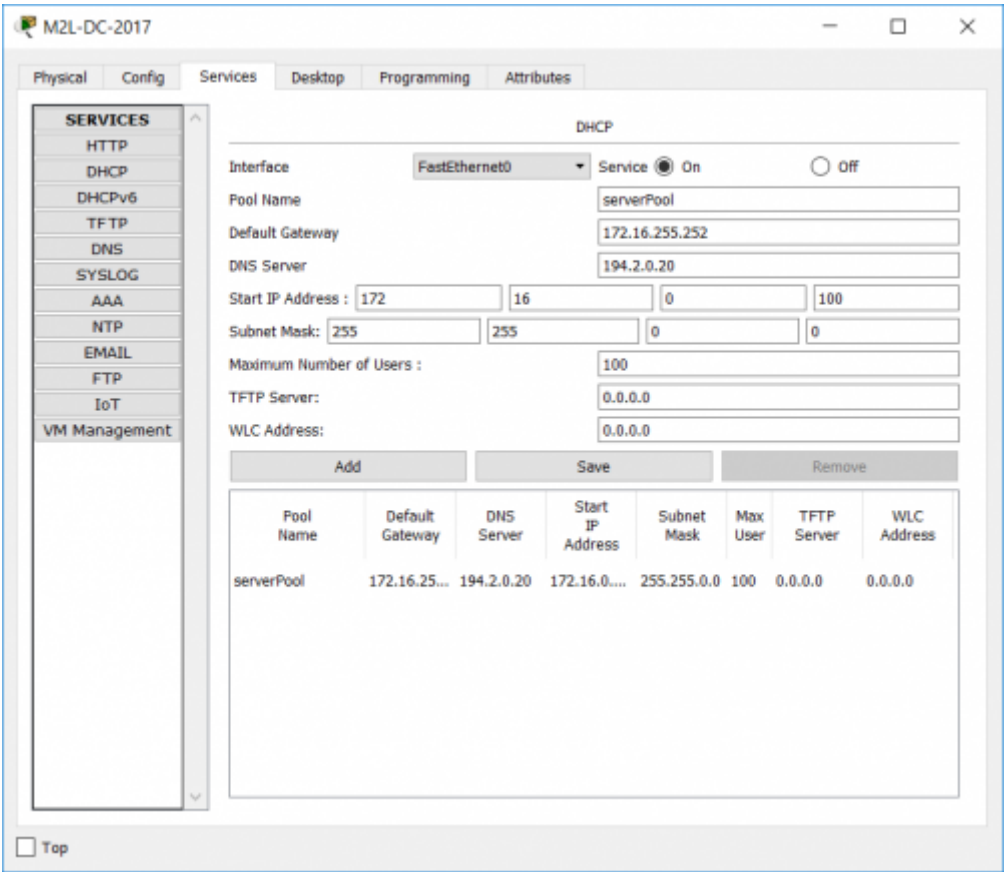 M2L-DC-2017
Physical Config Services Desktop Programming Attributes
SERVICES
HTTP
DHCP
DHCPv6
TFTP
DNS
SYSLOG
AAA
NTP
EMAIL
FTP
IoT
VM Management
DHCP
Interface FastEthernet0 Service On Off
Pool Name serverPool
Default Gateway 172.16.255.252
DNS Server 194.2.0.20
Start IP Address : 172 16 0 100
Subnet Mask: 255 255 0 0
Maximum Number of Users : 100
TFTP Server: 0.0.0.0
WLC Address: 0.0.0.0
Add Save Remove
Pool Name Default Gateway DNS Server Start IP Address Subnet Mask Max User TFTP Server WLC Address
serverPool 172.16.25... 194.2.0.20 172.16.0.... 255.255.0.0 100 0.0.0.0 0.0.0.0
Top